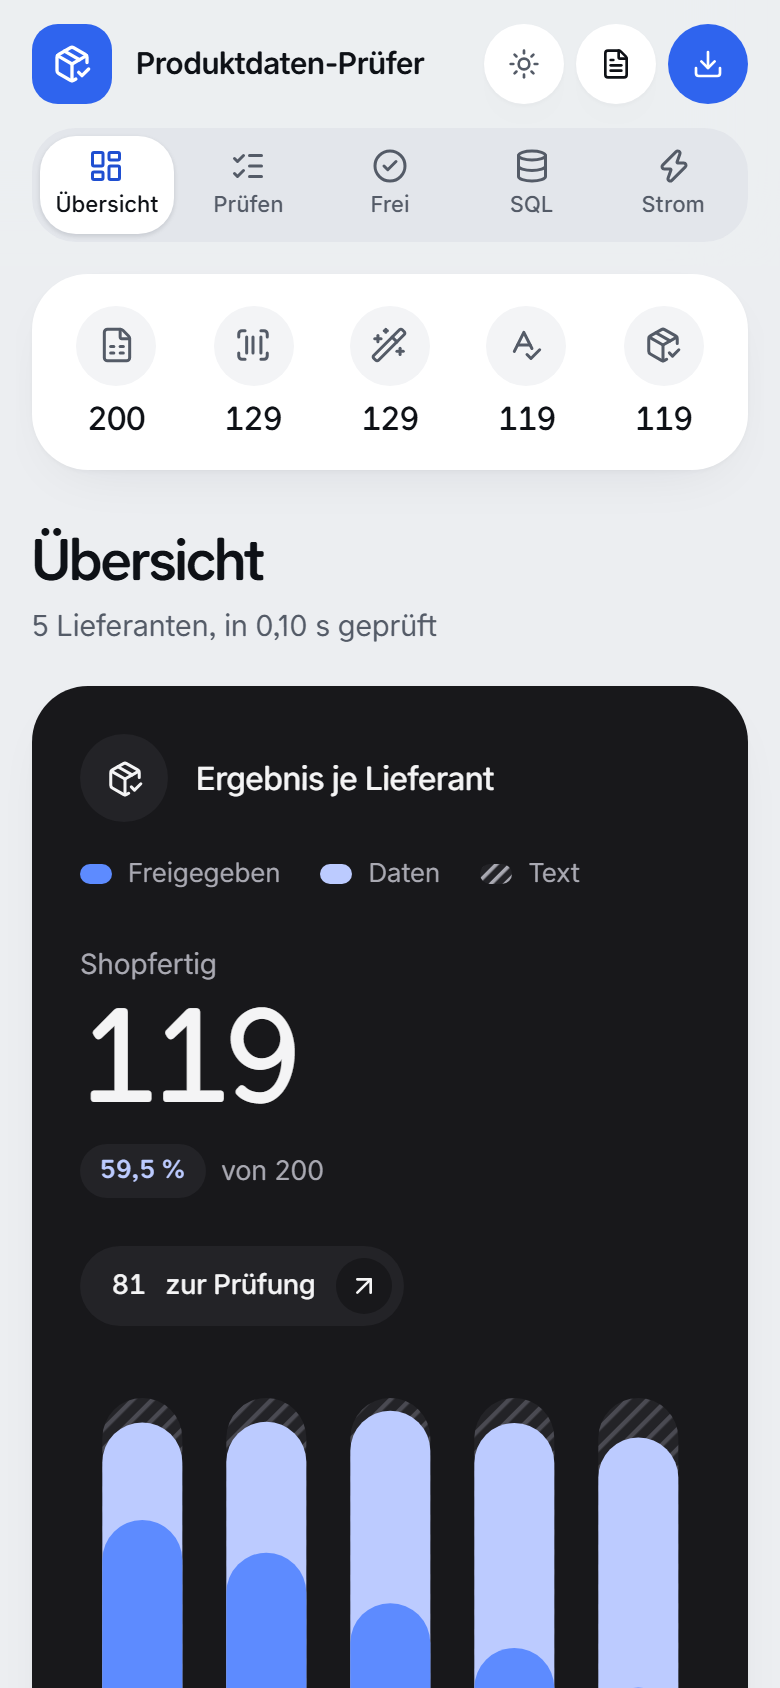 Produktdaten-Prüfer
Übersicht Prüfen Frei SQL Strom
200 129 129 119 119
Übersicht
5 Lieferanten, in 0,10 s geprüft
Ergebnis je Lieferant
Freigegeben Daten Text
Shopfertig
119
59,5 % von 200
81 zur Prüfung